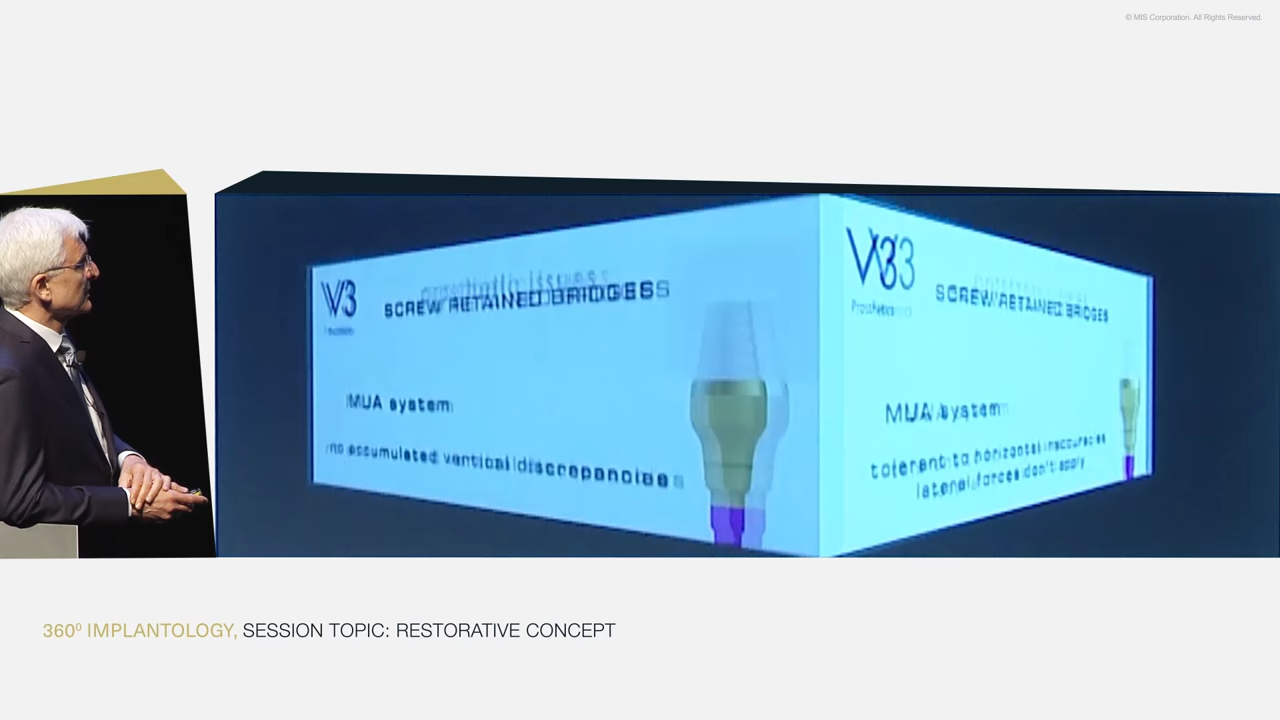 © MIS Corporation. All Rights Reserved
V3
SCREW RETAINED BRIDGES
MUA system
no accumulated vertical discrepancies
V3
Prosthetics
SCREW RETAINED BRIDGES
MUA system
tolerant to horizontal inaccuracies
lateral forces don't apply
360º IMPLANTOLOGY, SESSION TOPIC: RESTORATIVE CONCEPT